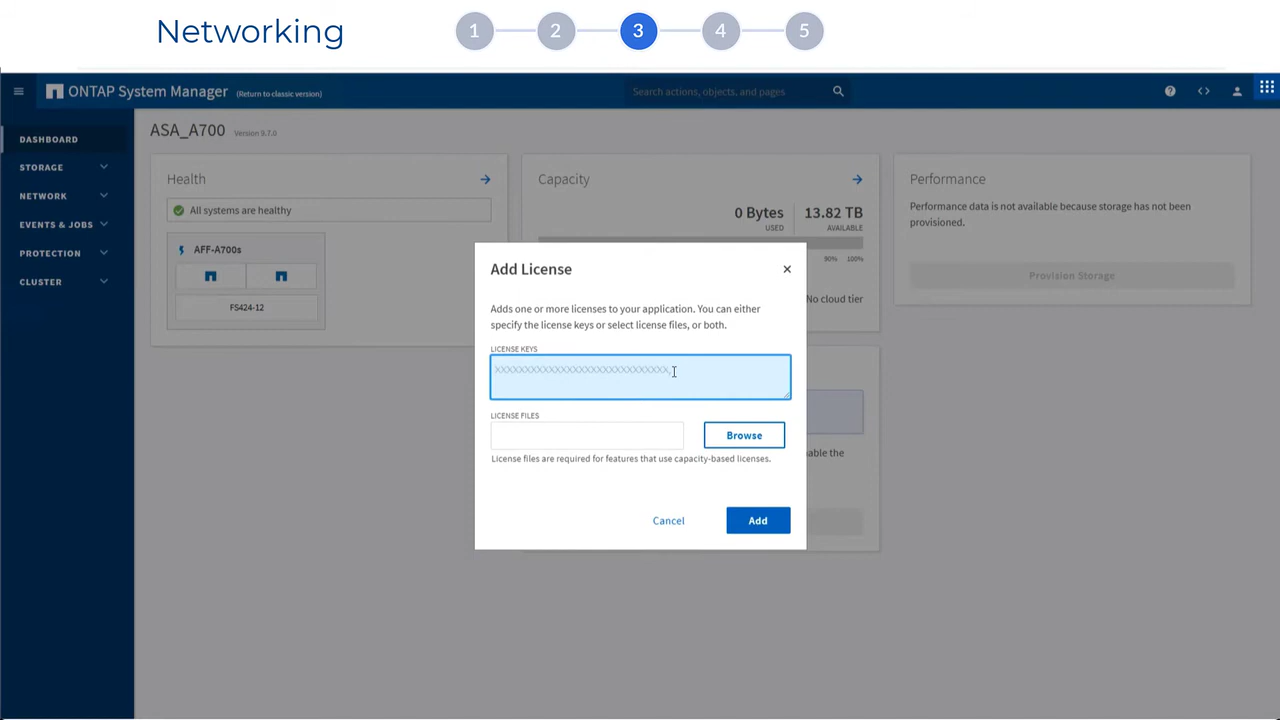 Networking
1 2 3 4 5
ONTAP System Manager (Return to classic version)
Search actions, objects, and pages
DASHBOARD
STORAGE
NETWORK
EVENTS & JOBS
PROTECTION
CLUSTER
ASA_A700 Version 9.7.0
Health
All systems are healthy
AFF-A700s
FS424-12
Capacity
0 Bytes 13.82 TB
USED AVAILABLE
90% 100%
No cloud tier
able the
Performance
Performance data is not available because storage has not been
provisioned.
Provision Storage
Add License
Adds one or more licenses to your application. You can either
specify the license keys or select license files, or both.
LICENSE KEYS
XXXXXXXXXXXXXXXXXXXXXXXXXXXX,
LICENSE FILES
Browse
License files are required for features that use capacity-based licenses.
Cancel Add